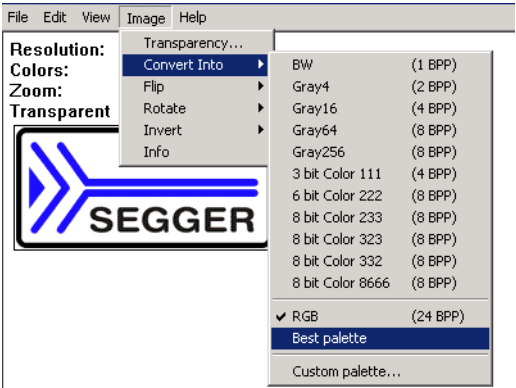 File Edit View Image Help
Resolution:
Colors:
Zoom:
Transparent
SEGGER
Transparency...
Convert Into
Flip
Rotate
Invert
Info
BW (1 BPP)
Gray4 (2 BPP)
Gray16 (4 BPP)
Gray64 (8 BPP)
Gray256 (8 BPP)
3 bit Color 111 (4 BPP)
6 bit Color 222 (8 BPP)
8 bit Color 233 (8 BPP)
8 bit Color 323 (8 BPP)
8 bit Color 332 (8 BPP)
8 bit Color 8666 (8 BPP)
RGB (24 BPP)
Best palette
Custom palette...